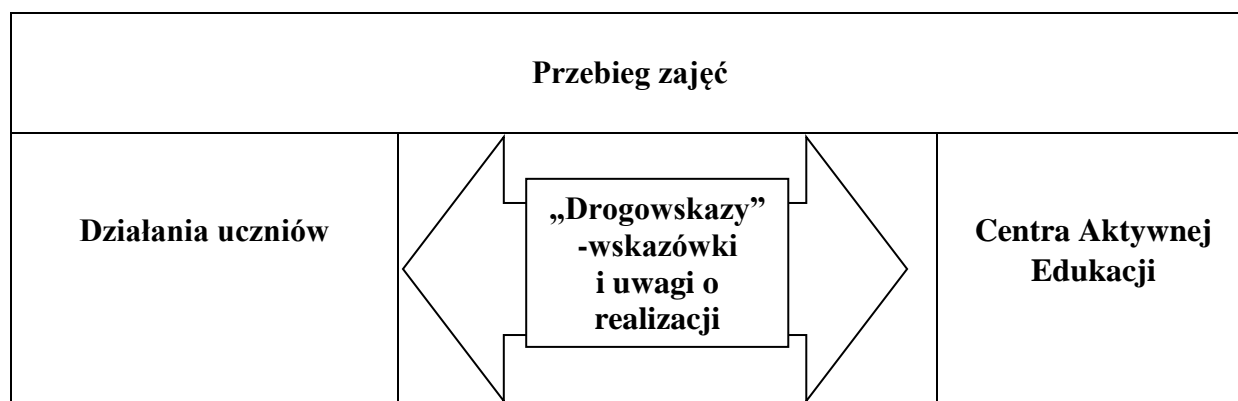 Przebieg zajęć
Działania uczniów
„Drogowskazy”
-wskazówki
i uwagi o
realizacji
Centra Aktywnej
Edukacji